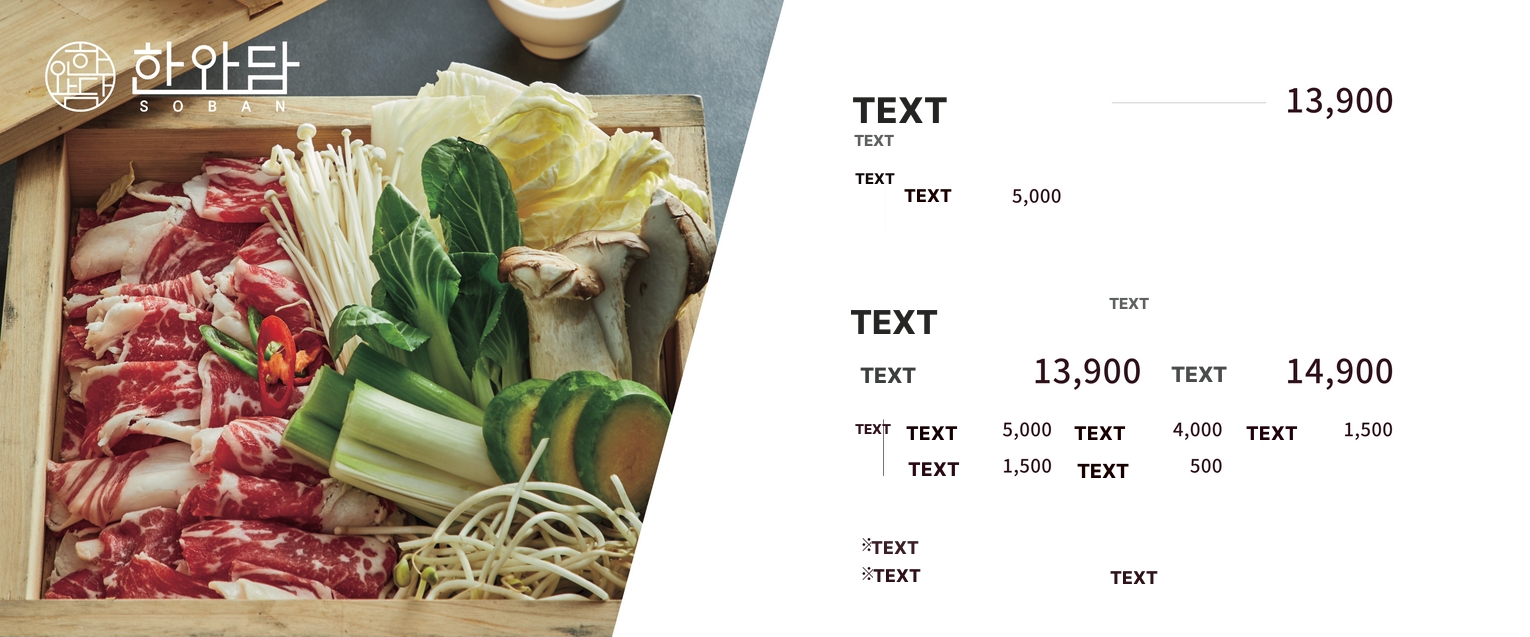 한와담
SOBAN
TEXT 13,900
TEXT
TEXT
TEXT 5,000
TEXT
TEXT
TEXT 13,900 TEXT 14,900
TEXT TEXT 5,000 TEXT 4,000 TEXT 1,500
TEXT 1,500 TEXT 500
※TEXT
※TEXT TEXT